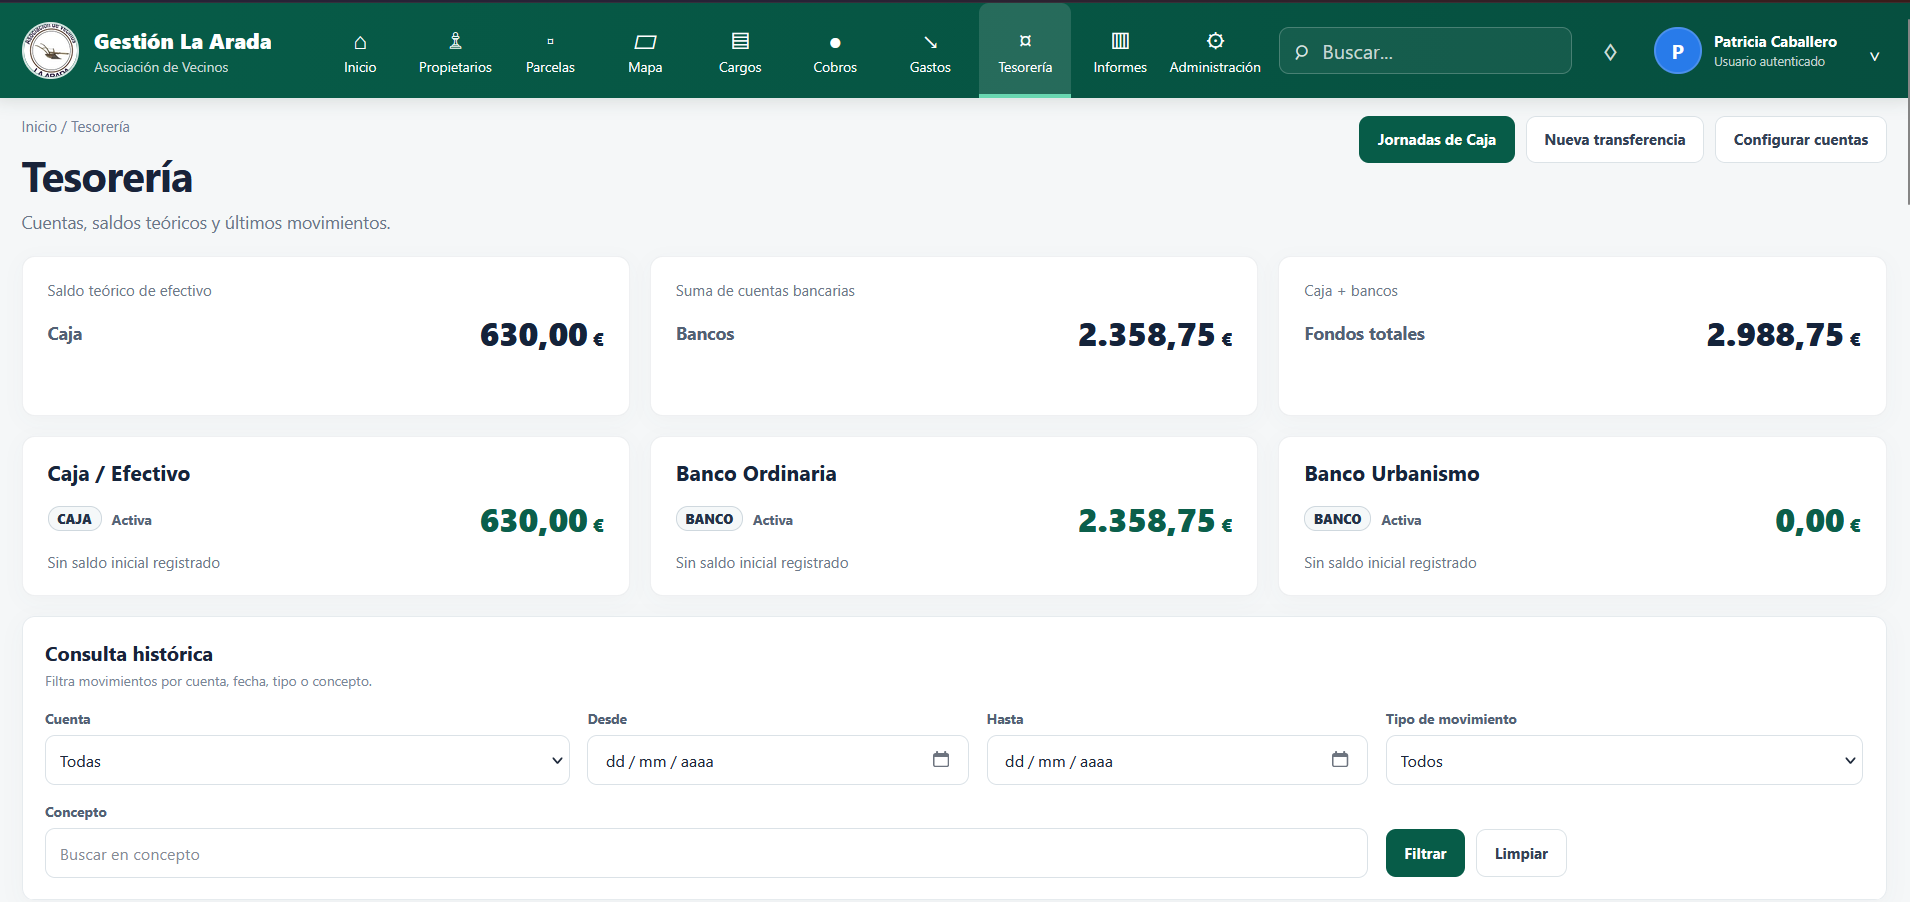 Gestión La Arada
Asociación de Vecinos
Inicio
Propietarios
Parcelas
Mapa
Cargos
Cobros
Gastos
Tesorería
Informes
Administración
Buscar...
P
Patricia Caballero
Usuario autenticado
Inicio / Tesorería
Jornadas de Caja
Nueva transferencia
Configurar cuentas
Tesorería
Cuentas, saldos teóricos y últimos movimientos.
Saldo teórico de efectivo
Caja
630,00 €
Suma de cuentas bancarias
Bancos
2.358,75 €
Caja + bancos
Fondos totales
2.988,75 €
Caja / Efectivo
CAJA Activa
630,00 €
Sin saldo inicial registrado
Banco Ordinaria
BANCO Activa
2.358,75 €
Sin saldo inicial registrado
Banco Urbanismo
BANCO Activa
0,00 €
Sin saldo inicial registrado
Consulta histórica
Filtra movimientos por cuenta, fecha, tipo o concepto.
Cuenta
Todas
Desde
dd / mm / aaaa
Hasta
dd / mm / aaaa
Tipo de movimiento
Todos
Concepto
Buscar en concepto
Filtrar
Limpiar